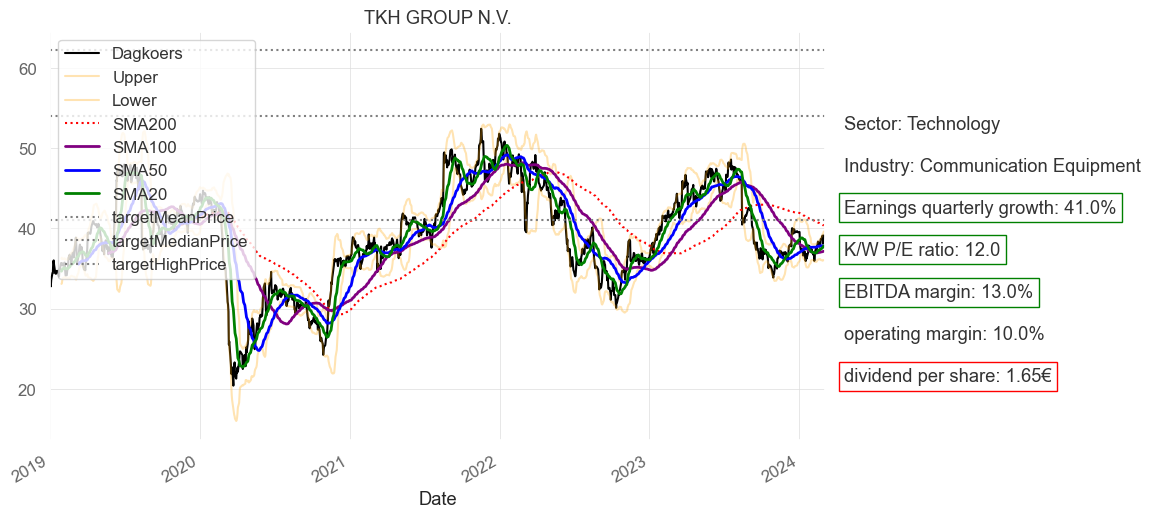 TKH GROUP N.V.
Dagkoers
Upper
Lower
SMA200
SMA100
SMA50
SMA20
targetMeanPrice
targetMedianPrice
targetHighPrice
60
50
40
30
20
2019
2020
2021
2022
2023
2024
Date
Sector: Technology
Industry: Communication Equipment
Earnings quarterly growth: 41.0%
K/W P/E ratio: 12.0
EBITDA margin: 13.0%
operating margin: 10.0%
dividend per share: 1.65€